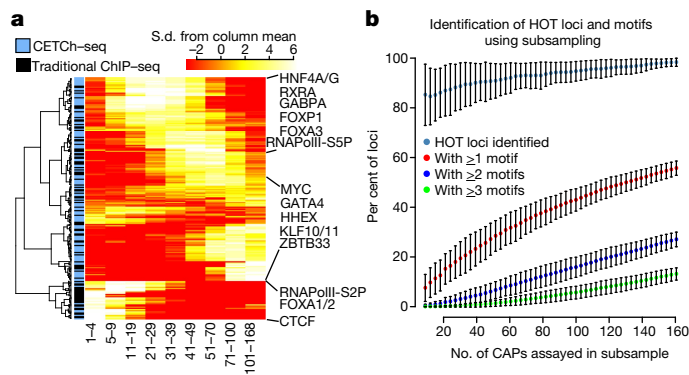 a
CETCh–seq
Traditional ChIP–seq
S.d. from column mean
−2 2 6
HNF4A/G
RXRA
GABPA
FOXP1
FOXA3
RNAPolII-S5P
MYC
GATA4
HHEX
KLF10/11
ZBTB33
RNAPolII-S2P
FOXA1/2
CTCF
1–4
5–9
11–19
21–29
31–39
41–49
51–70
71–100
101–168
b
Identification of HOT loci and motifs
using subsampling
Per cent of loci
100
80
60
40
20
0
HOT loci identified
With ≥1 motif
With ≥2 motifs
With ≥3 motifs
20 40 60 80 100 120 140 160
No. of CAPs assayed in subsample